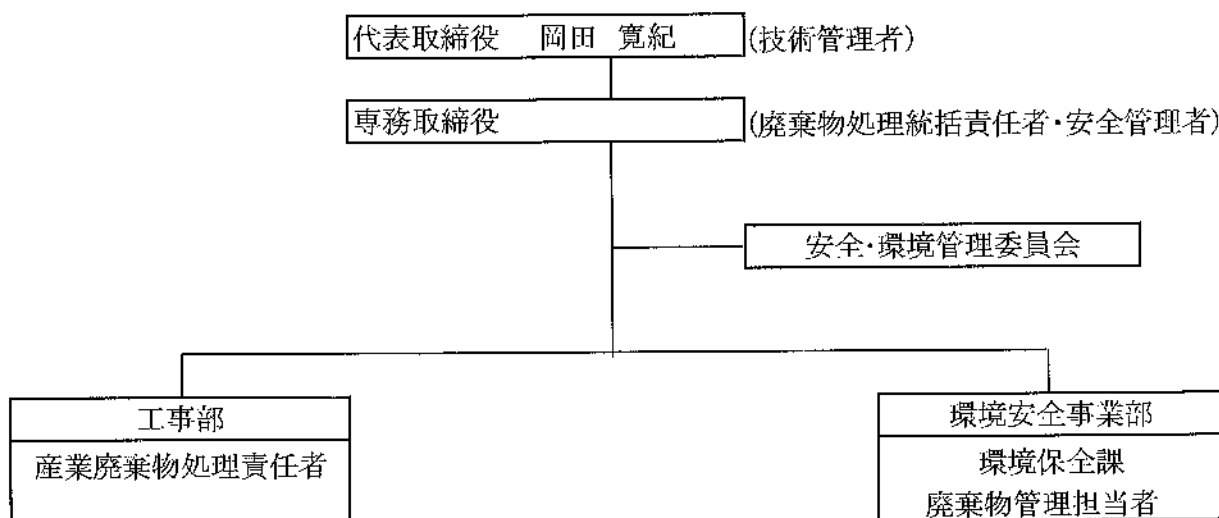 代表取締役 岡田 寛紀 (技術管理者)
専務取締役 (廃棄物処理統括責任者・安全管理者)
安全・環境管理委員会
工事部
産業廃棄物処理責任者
環境安全事業部
環境保全課
廃棄物管理担当者